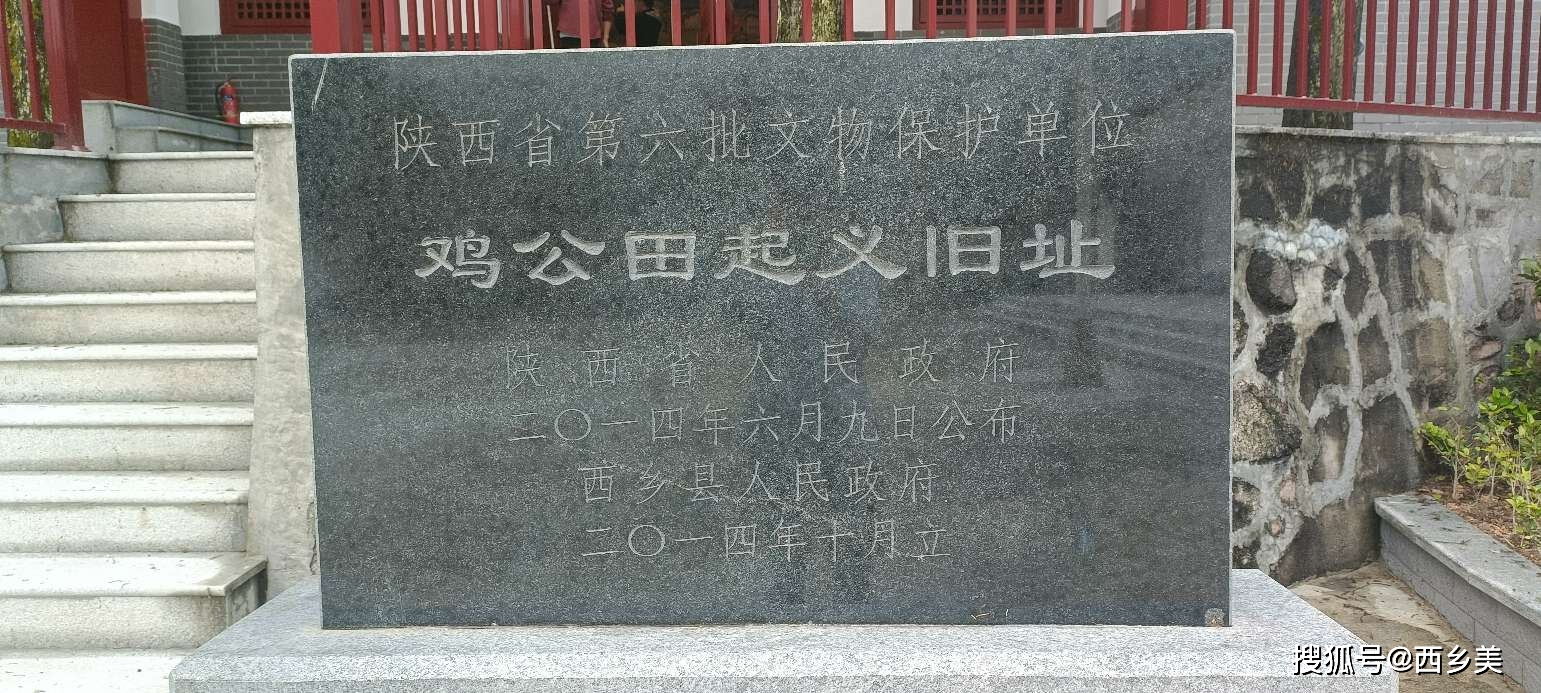 陕西省第六批文物保护单位
鸡公田起义旧址
陕西省人民政府
二〇一四年六月九日公布
西乡县人民政府
二〇一四年十月立
搜狐号@西乡美